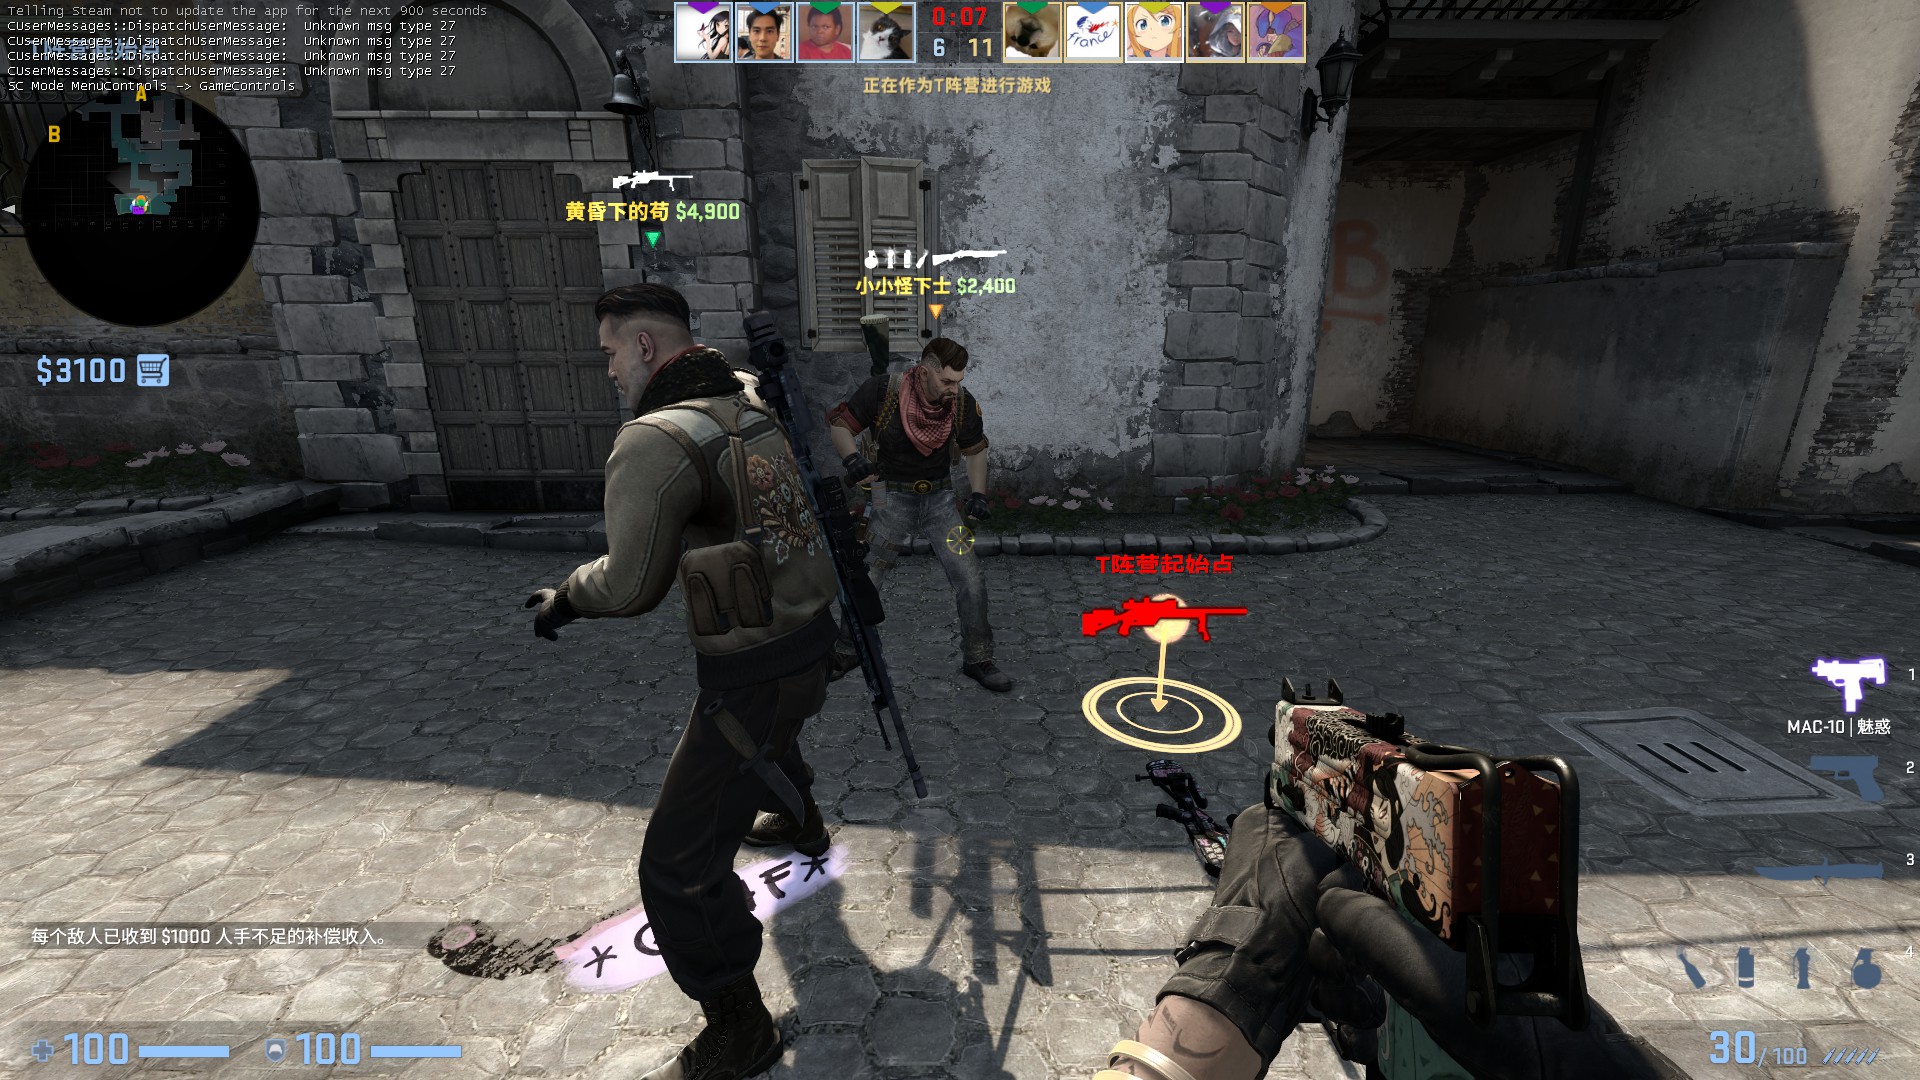 Telling Steam not to update the app for the next 900 seconds
CUserMessages::DispatchUserMessage:  Unknown msg type 27
CUserMessages::DispatchUserMessage:  Unknown msg type 27
CUserMessages::DispatchUserMessage:  Unknown msg type 27
CUserMessages::DispatchUserMessage:  Unknown msg type 27
SC Mode MenuControls -> GameControls
0:07
6 11
france
正在作为T阵营进行游戏
A
B
黄昏下的苟 $4,900
小小怪下士 $2,400
B
$3100
T阵营起始点
1
MAC-10 | 魅惑
2
3
4
每个敌人已收到 $1000 人手不足的补偿收入。
100
100
30 / 100